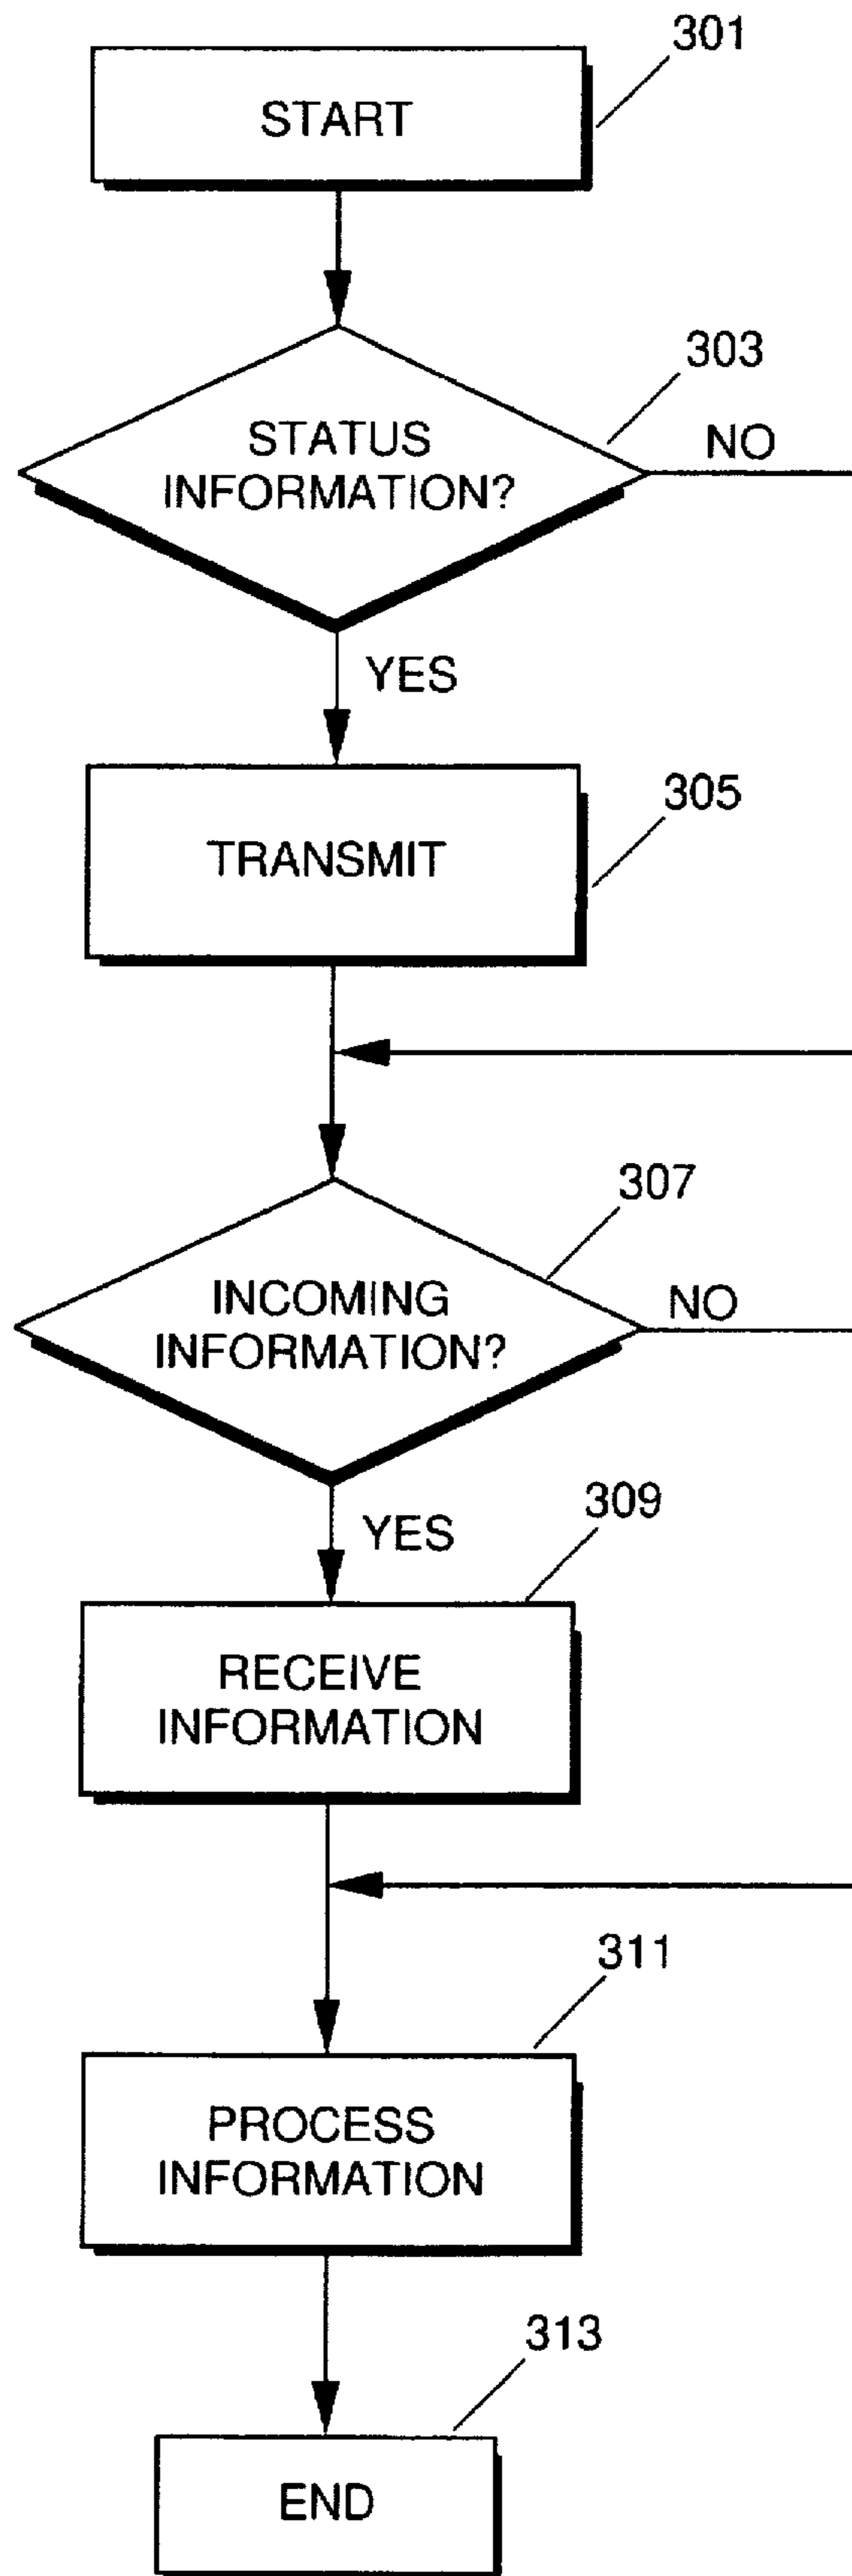 301
START
303
STATUS
INFORMATION?
NO
YES
305
TRANSMIT
307
INCOMING
INFORMATION?
NO
309
YES
RECEIVE
INFORMATION
311
PROCESS
INFORMATION
313
END